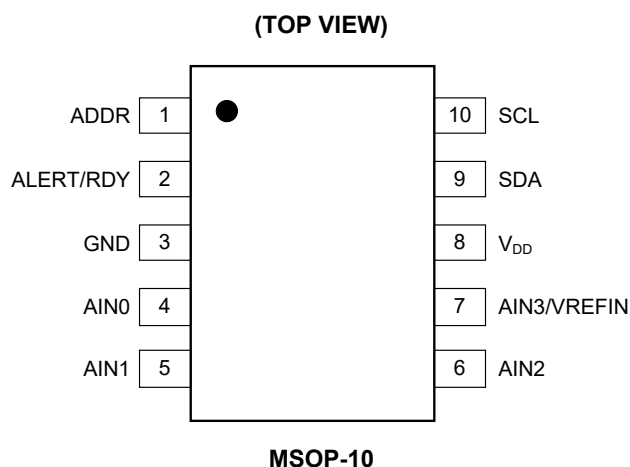 (TOP VIEW)
ADDR 1 10 SCL
ALERT/RDY 2 9 SDA
GND 3 8 VDD
AIN0 4 7 AIN3/VREFIN
AIN1 5 6 AIN2
MSOP-10